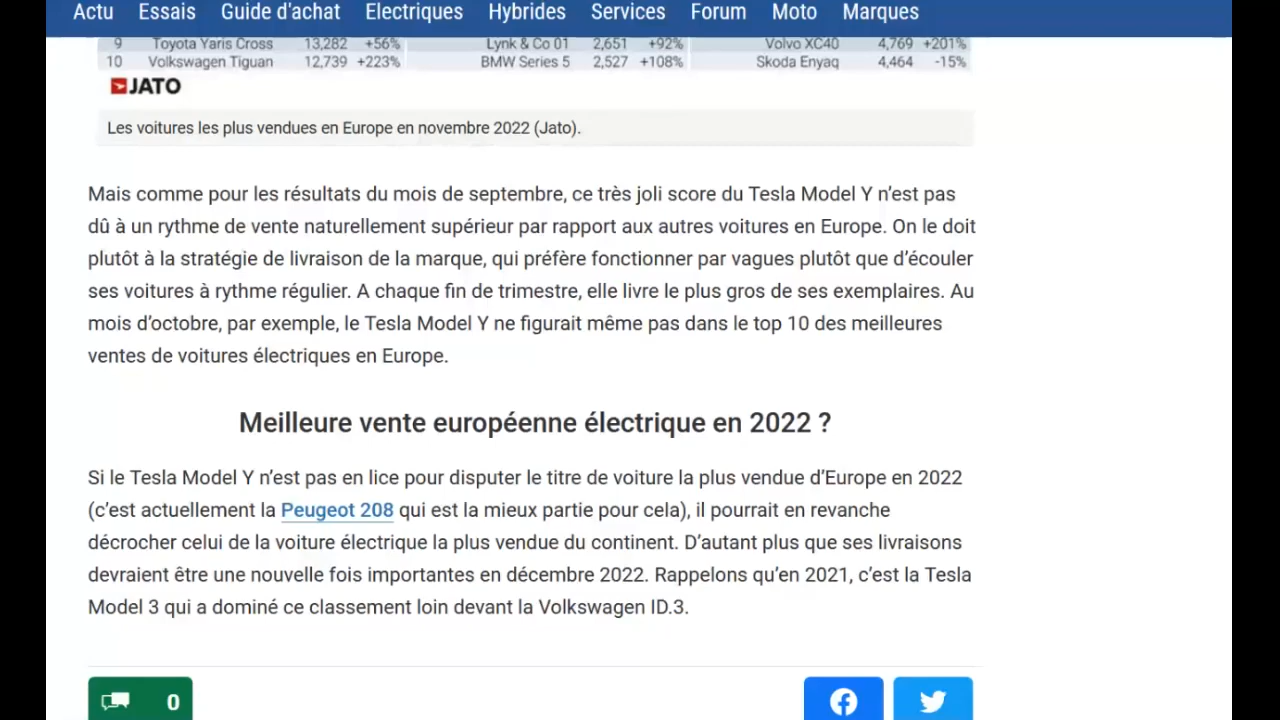 Actu Essais Guide d'achat Electriques Hybrides Services Forum Moto Marques
9 Toyota Yaris Cross 13,282 +56% Lynk & Co 01 2,651 +92% Volvo XC40 4,769 +201%
10 Volkswagen Tiguan 12,739 +223% BMW Series 5 2,527 +108% Skoda Enyaq 4,464 -15%
JATO
Les voitures les plus vendues en Europe en novembre 2022 (Jato).
Mais comme pour les résultats du mois de septembre, ce très joli score du Tesla Model Y n’est pas
dû à un rythme de vente naturellement supérieur par rapport aux autres voitures en Europe. On le doit
plutôt à la stratégie de livraison de la marque, qui préfère fonctionner par vagues plutôt que d’écouler
ses voitures à rythme régulier. A chaque fin de trimestre, elle livre le plus gros de ses exemplaires. Au
mois d’octobre, par exemple, le Tesla Model Y ne figurait même pas dans le top 10 des meilleures
ventes de voitures électriques en Europe.
Meilleure vente européenne électrique en 2022 ?
Si le Tesla Model Y n’est pas en lice pour disputer le titre de voiture la plus vendue d’Europe en 2022
(c’est actuellement la Peugeot 208 qui est la mieux partie pour cela), il pourrait en revanche
décrocher celui de la voiture électrique la plus vendue du continent. D’autant plus que ses livraisons
devraient être une nouvelle fois importantes en décembre 2022. Rappelons qu’en 2021, c’est la Tesla
Model 3 qui a dominé ce classement loin devant la Volkswagen ID.3.
0